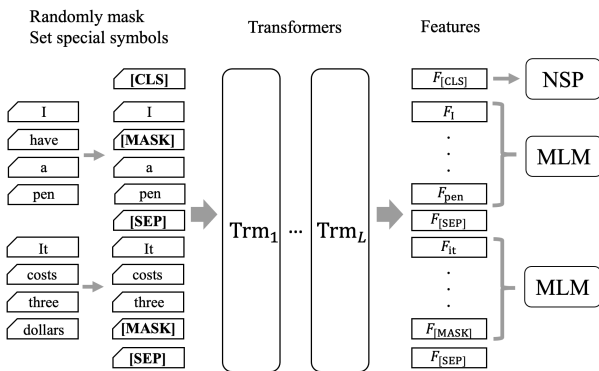 Randomly mask
Set special symbols
Transformers
Features
[CLS]
I
have
a
pen
I
[MASK]
a
pen
[SEP]
It
costs
three
dollars
It
costs
three
[MASK]
[SEP]
Trm1
...
TrmL
F[CLS]
FI
.
.
.
Fpen
F[SEP]
Fit
.
.
.
F[MASK]
F[SEP]
NSP
MLM
MLM